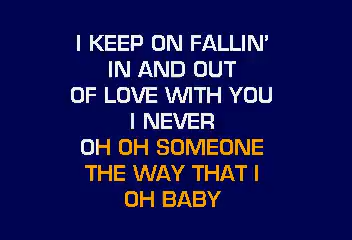 I KEEP ON FALLIN'
IN AND OUT
OF LOVE WITH YOU
I NEVER
OH OH SOMEONE
THE WAY THAT I
OH BABY